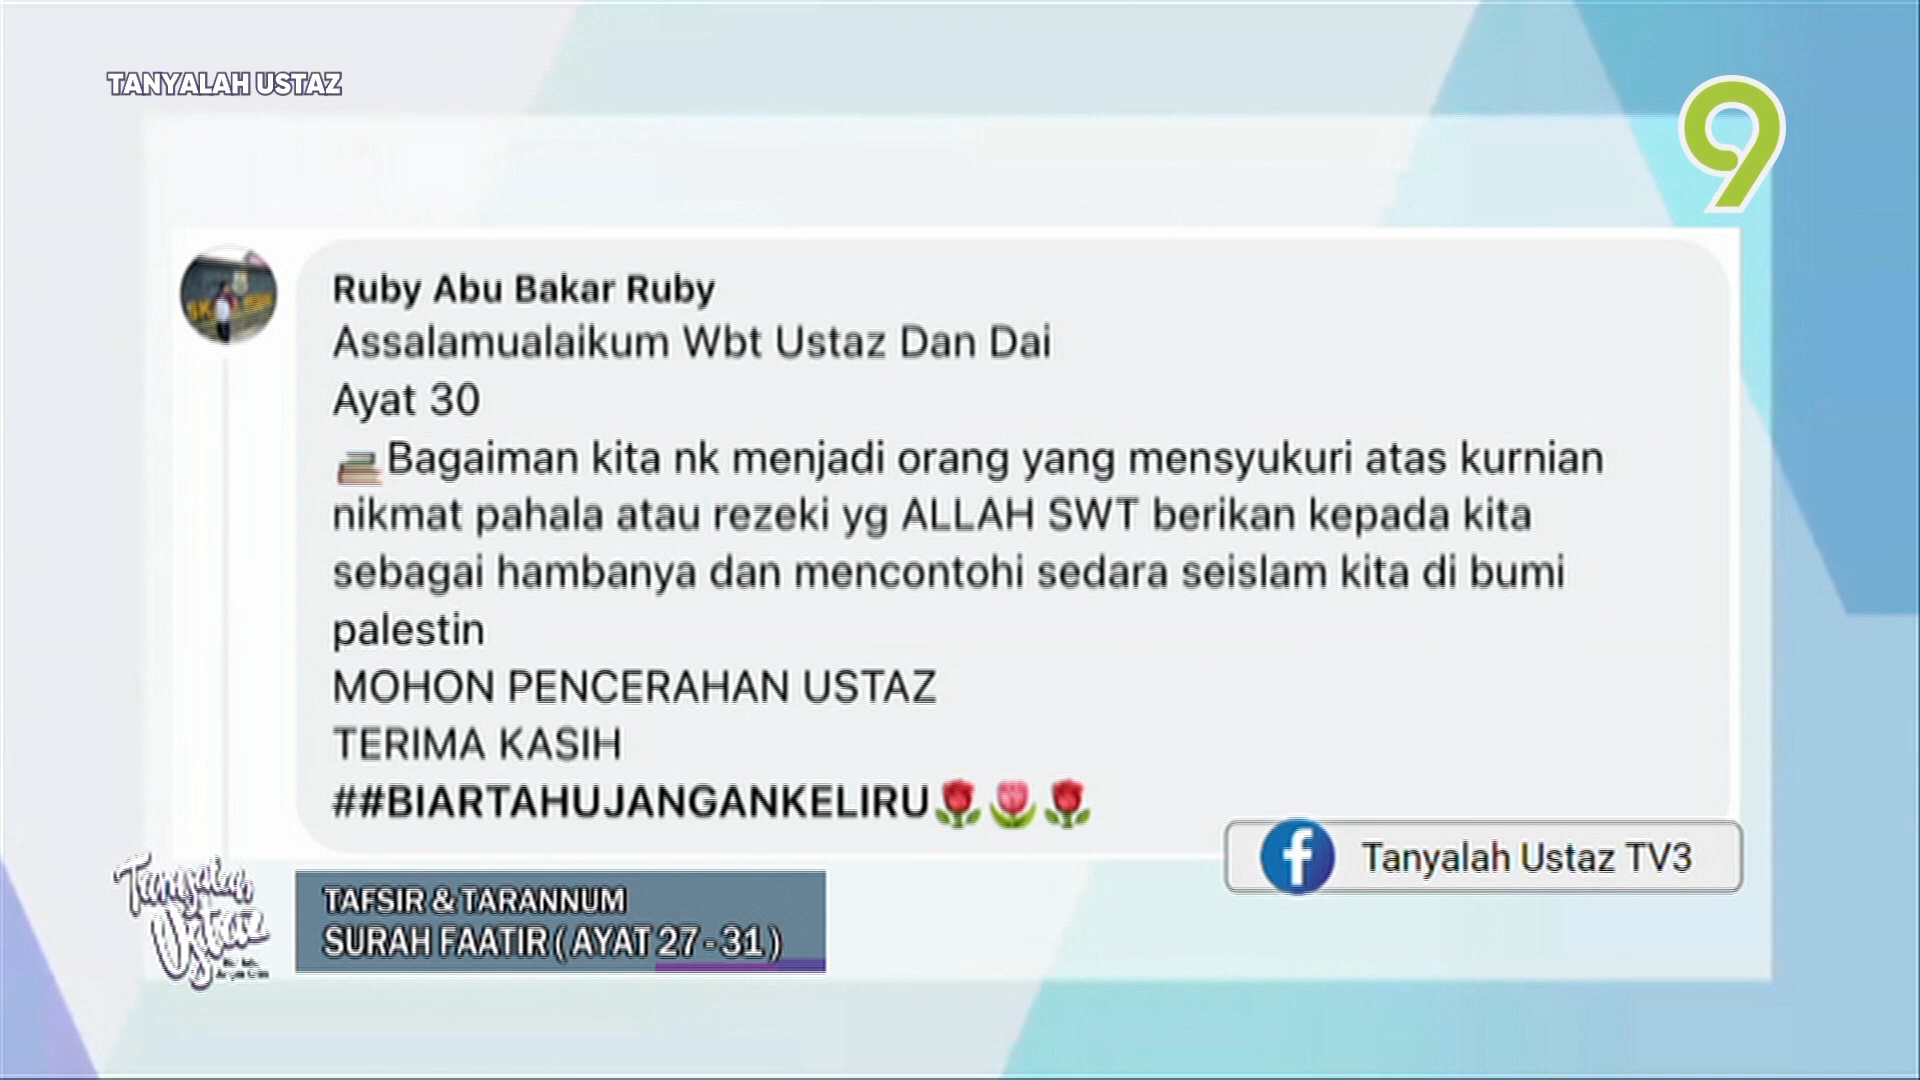 TANYALAH USTAZ
9
Ruby Abu Bakar Ruby
Assalamualaikum Wbt Ustaz Dan Dai
Ayat 30
Bagaiman kita nk menjadi orang yang mensyukuri atas kurnian
nikmat pahala atau rezeki yg ALLAH SWT berikan kepada kita
sebagai hambanya dan mencontohi sedara seislam kita di bumi
palestin
MOHON PENCERAHAN USTAZ
TERIMA KASIH
##BIARTAHUJANGANKELIRU
Tanyalah Ustaz TV3
Tanyalah
Ustaz
TAFSIR & TARANNUM
SURAH FAATIR ( AYAT 27 - 31 )